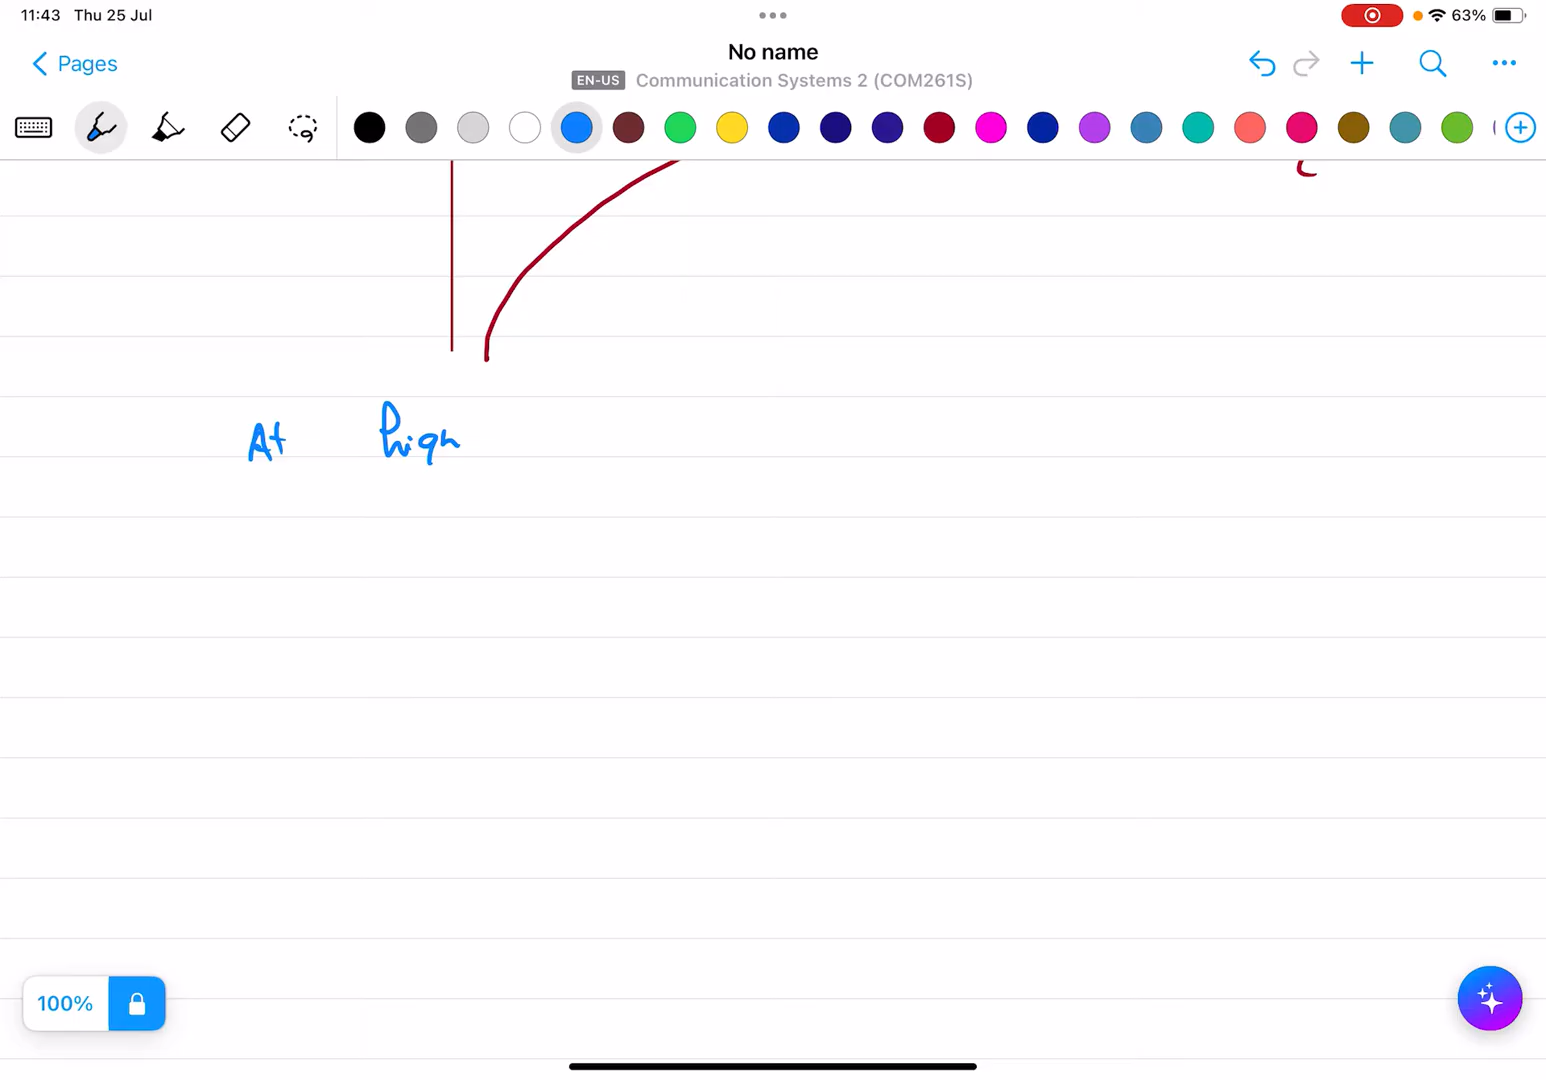 11:43 Thu 25 Jul 63%
No name
Pages
EN-US Communication Systems 2 (COM261S)
At high
100%